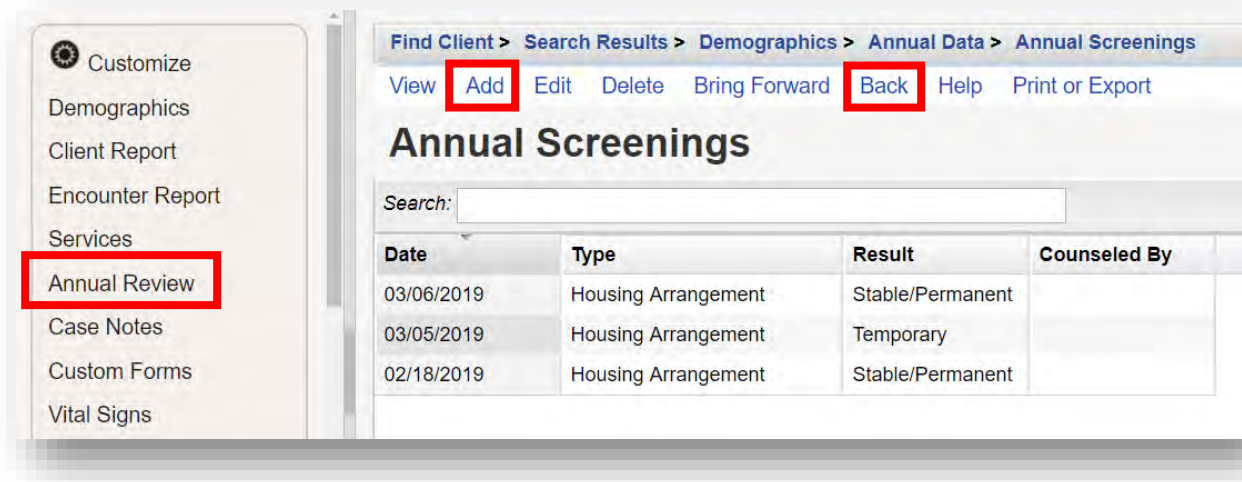 Customize
Demographics
Client Report
Encounter Report
Services
Annual Review
Case Notes
Custom Forms
Vital Signs
Find Client > Search Results > Demographics > Annual Data > Annual Screenings
View Add Edit Delete Bring Forward Back Help Print or Export
Annual Screenings
Search:
Date Type Result Counseled By
03/06/2019 Housing Arrangement Stable/Permanent
03/05/2019 Housing Arrangement Temporary
02/18/2019 Housing Arrangement Stable/Permanent